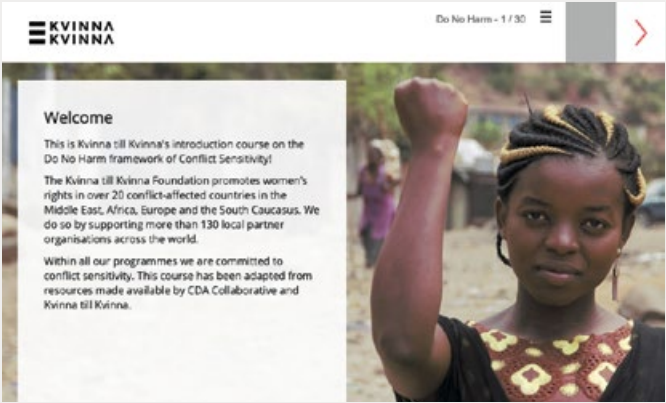 KVINNA
KVINNA
Do No Harm - 1 / 30
Welcome
This is Kvinna till Kvinna's introduction course on the
Do No Harm framework of Conflict Sensitivity!
The Kvinna till Kvinna Foundation promotes women's
rights in over 20 conflict-affected countries in the
Middle East, Africa, Europe and the South Caucasus. We
do so by supporting more than 130 local partner
organisations across the world.
Within all our programmes we are committed to
conflict sensitivity. This course has been adapted from
resources made available by CDA Collaborative and
Kvinna till Kvinna.